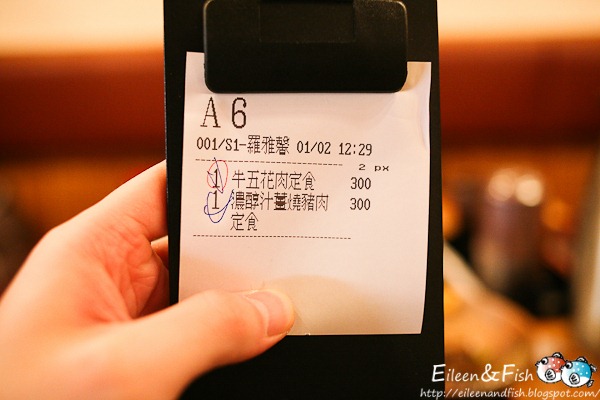 A 6
001/S1-羅雅馨 01/02 12:29
2 px
1 牛五花肉定食 300
1 濃醇汁薑燒豬肉 300
定食
Eileen&Fish
http://eileenandfish.blogspot.com/